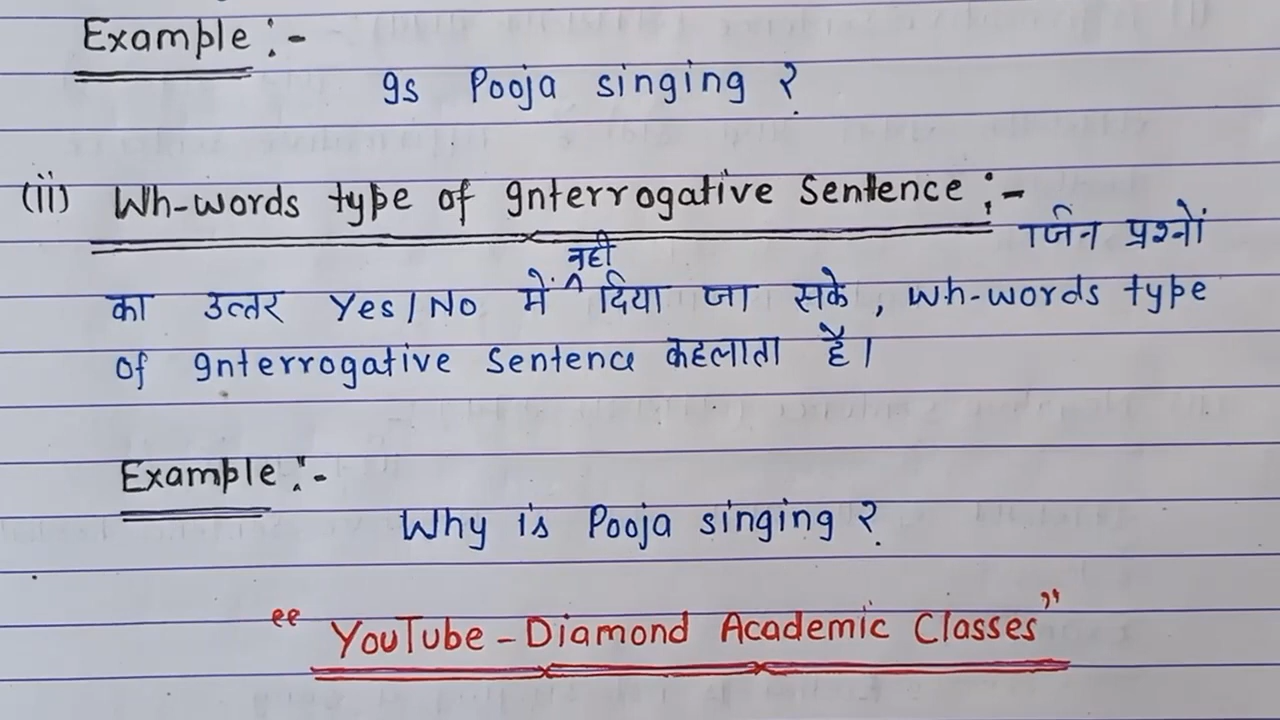 Example :-
Is Pooja singing ?
(ii) Wh-words type of Interrogative Sentence :-
जिन प्रश्नों
का उत्तर Yes/No में नही दिया जा सके, wh-words type
of Interrogative Sentence कहलाता है।
Example :-
Why is Pooja singing ?
" YouTube - Diamond Academic Classes "